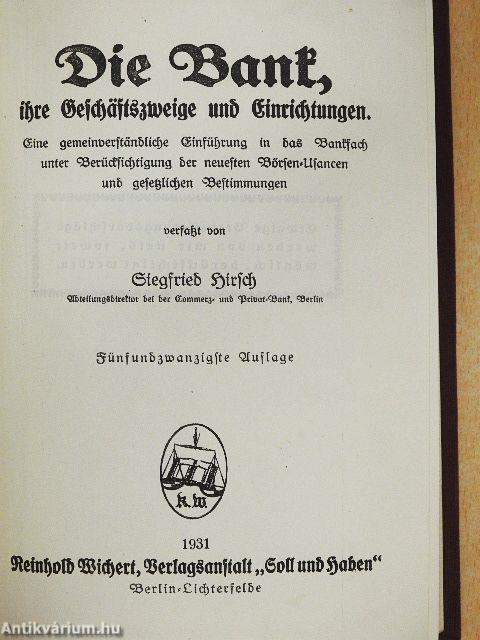 Die Bank,
ihre Geschäftszweige und Einrichtungen.
Eine gemeinverständliche Einführung in das Bankfach
unter Berücksichtigung der neuesten Börsen-Usancen
und gesetzlichen Bestimmungen
verfaßt von
Siegfried Hirsch
Abteilungsdirektor bei der Commerz- und Privat-Bank, Berlin
Fünfundzwanzigste Auflage
R.W.
1931
Reinhold Wichert, Verlagsanstalt „Soll und Haben“
Berlin-Lichterfelde
Antikvárium.hu